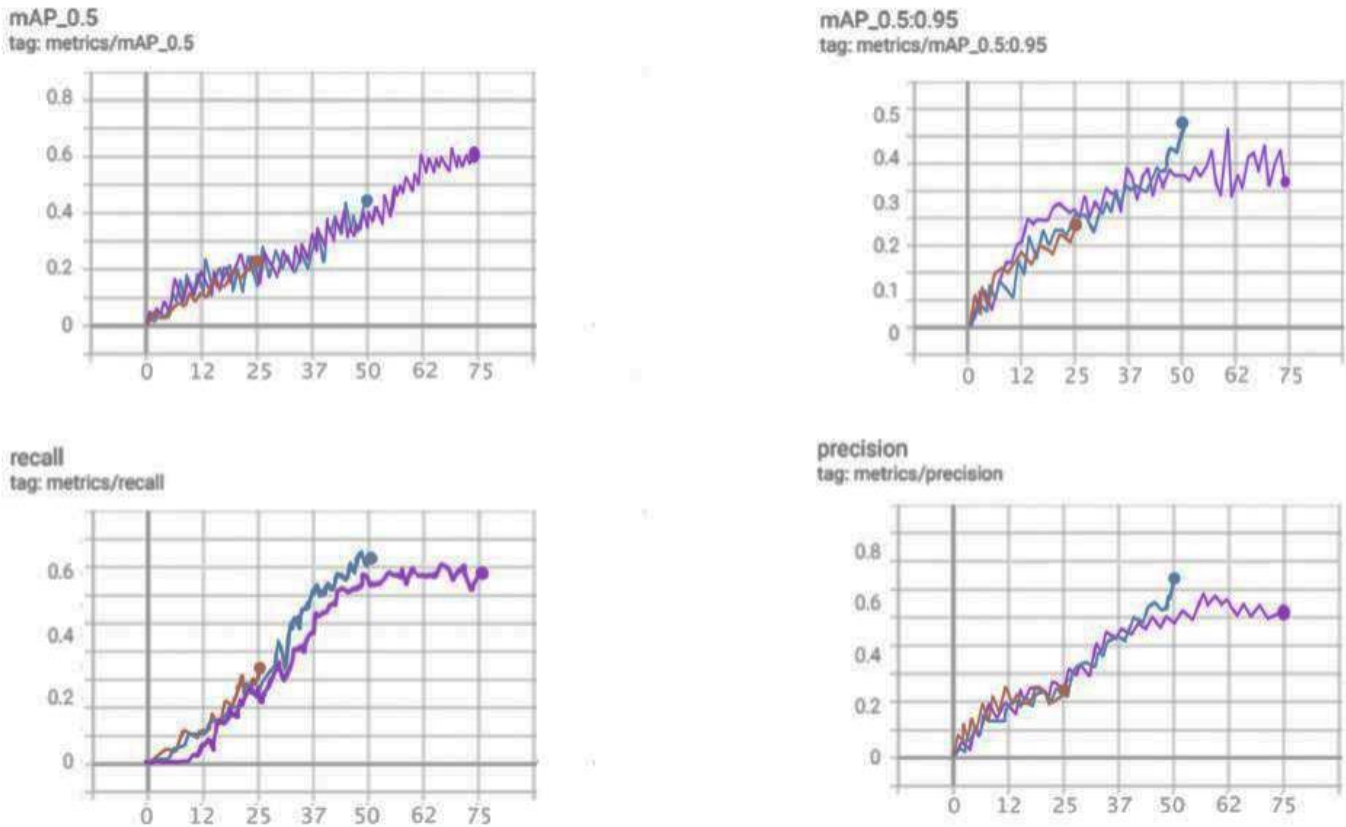 mAP_0.5
tag: metrics/mAP_0.5
0.8
0.6
0.4
0.2
0
0 12 25 37 50 62 75
mAP_0.5:0.95
tag: metrics/mAP_0.5:0.95
0.5
0.4
0.3
0.2
0.1
0
0 12 25 37 50 62 75
recall
tag: metrics/recall
0.6
0.4
0.2
0
0 12 25 37 50 62 75
precision
tag: metrics/precision
0.8
0.6
0.4
0.2
0
0 12 25 37 50 62 75